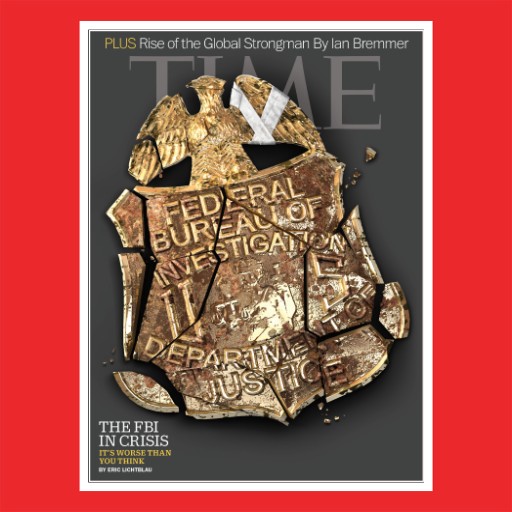 PLUS Rise of the Global Strongman By Ian Bremmer
TIME
FEDERAL
BUREAU OF
INVESTIGATION
DEPARTME
JUSTICE
THE FBI
IN CRISIS
IT'S WORSE THAN
YOU THINK
BY ERIC LICHTBLAU